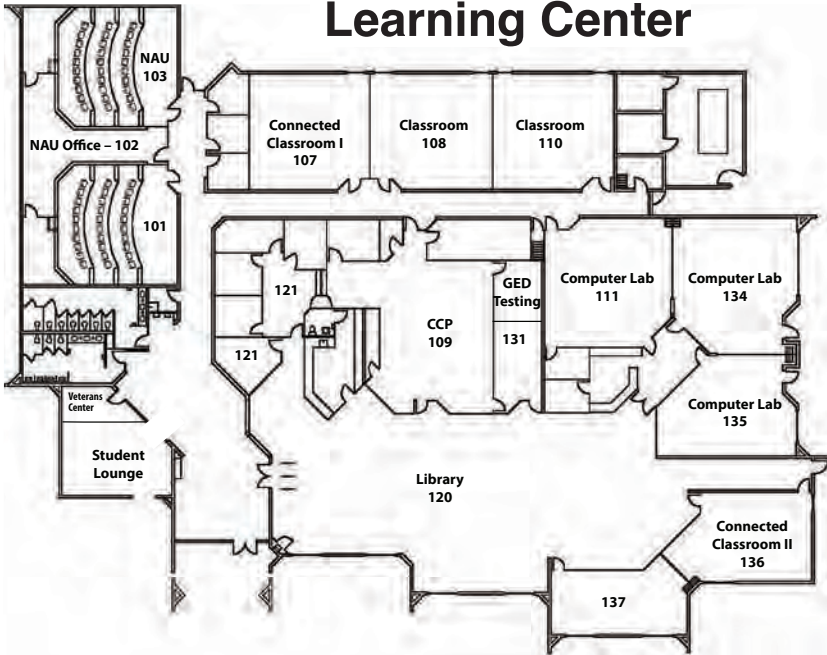 Learning Center
NAU
103
NAU Office – 102
101
Connected
Classroom I
107
Classroom
108
Classroom
110
121
121
CCP
109
GED
Testing
131
Computer Lab
111
Computer Lab
134
Computer Lab
135
Veterans
Center
Student
Lounge
Library
120
Connected
Classroom II
136
137